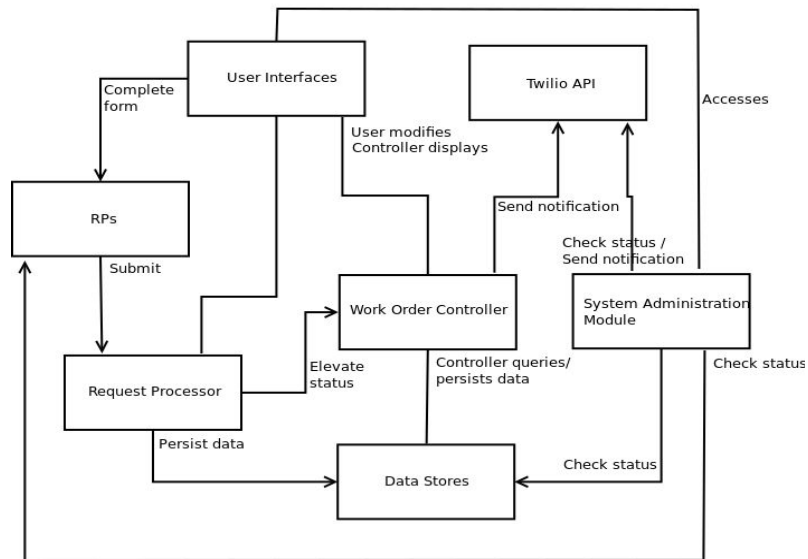 User Interfaces
Twilio API
Complete
form
Accesses
User modifies
Controller displays
RPs
Send notification
Check status /
Send notification
Submit
Work Order Controller
System Administration
Module
Elevate
status
Controller queries/
persists data
Check status
Request Processor
Persist data
Check status
Data Stores